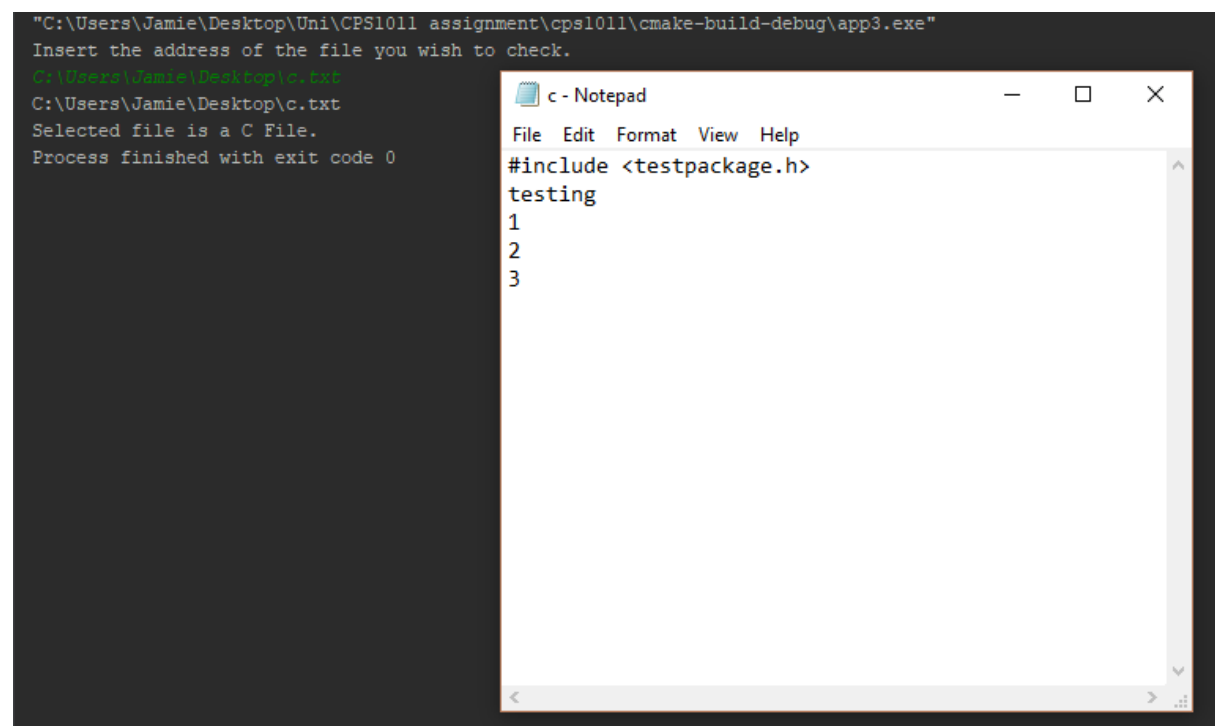 "C:\Users\Jamie\Desktop\Uni\CPS1011 assignment\cps1011\cmake-build-debug\app3.exe"
Insert the address of the file you wish to check.
C:\Users\Jamie\Desktop\c.txt
C:\Users\Jamie\Desktop\c.txt
Selected file is a C File.
Process finished with exit code 0
c - Notepad
File Edit Format View Help
#include <testpackage.h>
testing
1
2
3